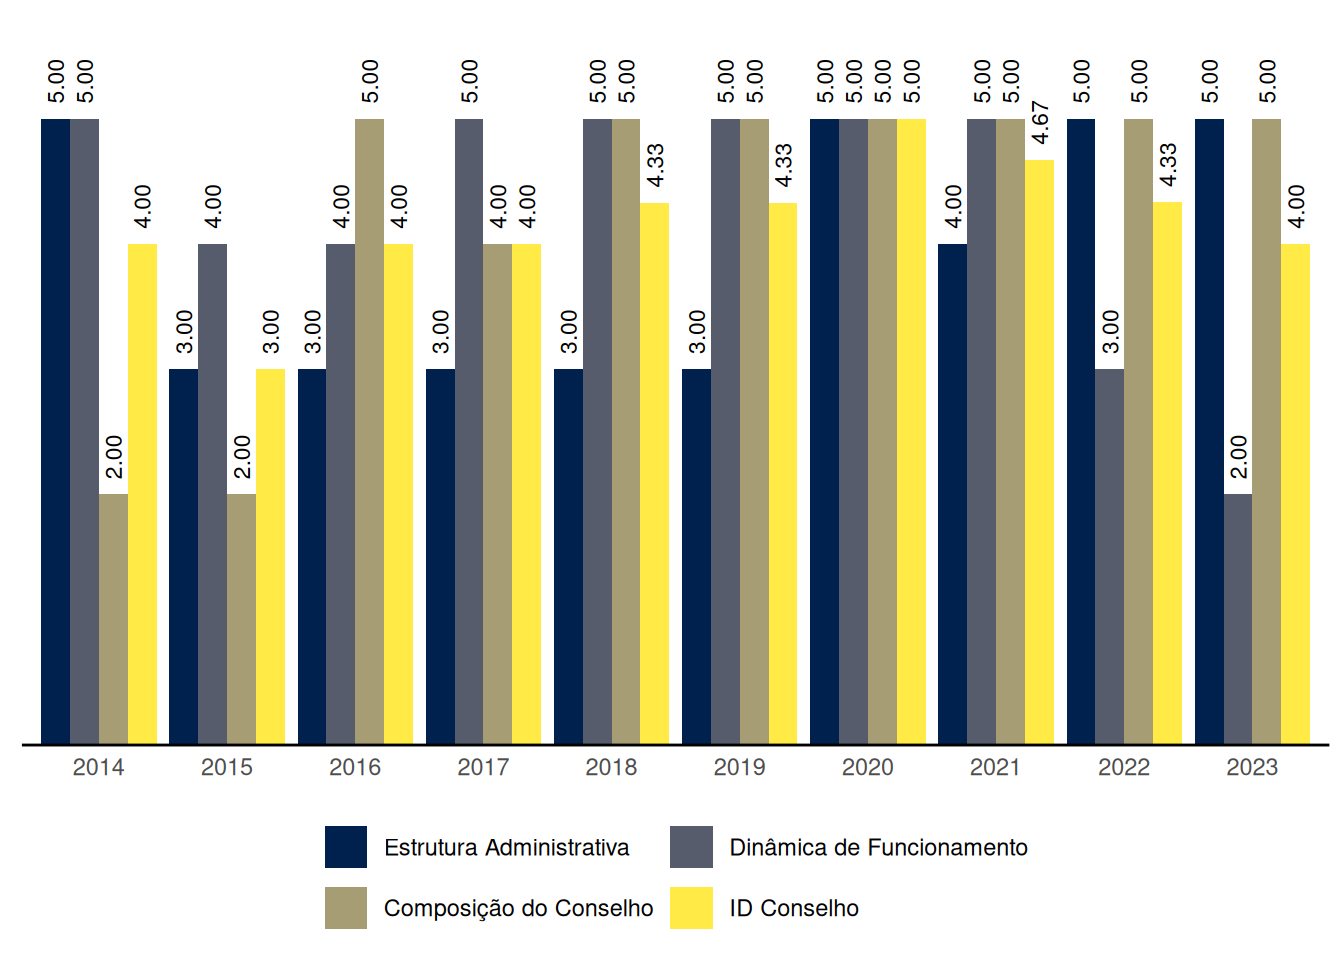 5.00 5.00 2.00 4.00 3.00 4.00 2.00 3.00 3.00 4.00 5.00 4.00 3.00 5.00 4.00 4.00 3.00 5.00 5.00 4.33 3.00 5.00 5.00 4.33 5.00 5.00 5.00 5.00 4.00 5.00 5.00 4.67 5.00 3.00 5.00 4.33 5.00 2.00 5.00 4.00
2014 2015 2016 2017 2018 2019 2020 2021 2022 2023
Estrutura Administrativa Dinâmica de Funcionamento
Composição do Conselho ID Conselho